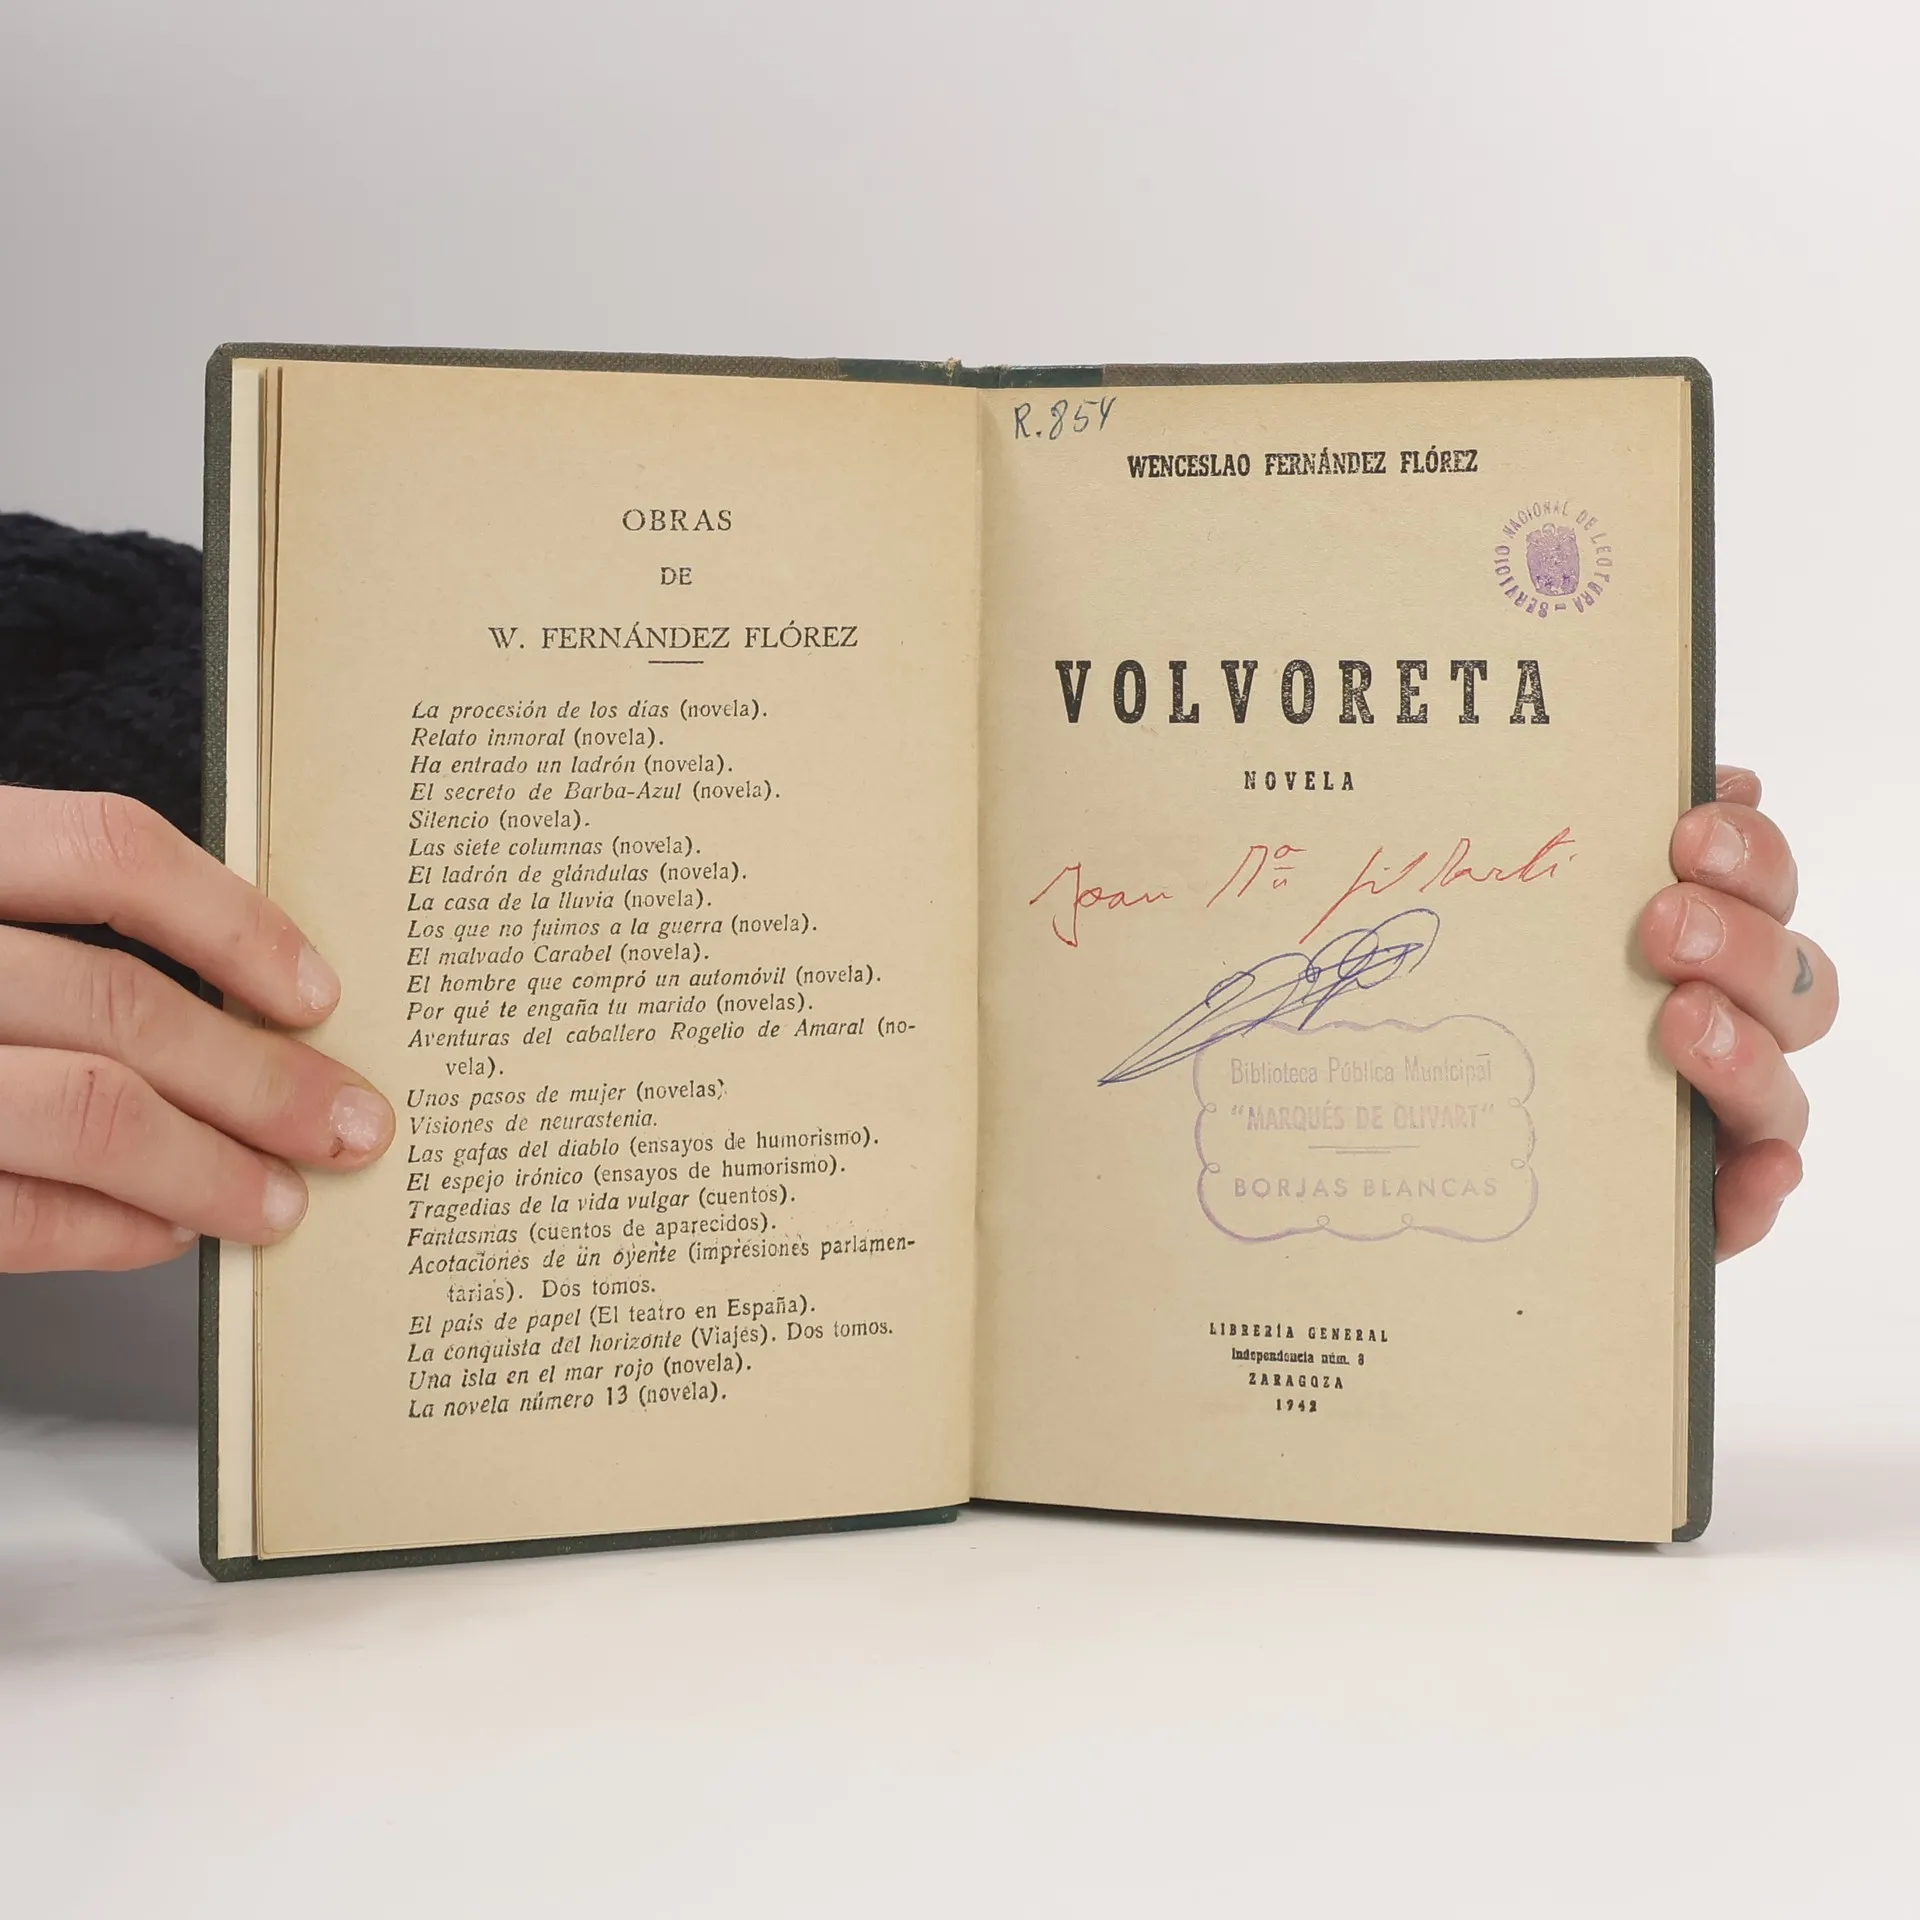 OBRAS
DE
W. FERNÁNDEZ FLÓREZ
La procesión de los días (novela).
Relato inmoral (novela).
Ha entrado un ladrón (novela).
El secreto de Barba-Azul (novela).
Silencio (novela).
Las siete columnas (novela).
El ladrón de glándulas (novela).
La casa de la lluvia (novela).
Los que no fuimos a la guerra (novela).
El malvado Carabel (novela).
El hombre que compró un automóvil (novela).
Por qué te engaña tu marido (novelas).
Aventuras del caballero Rogelio de Amaral (no-
vela).
Unos pasos de mujer (novelas).
Visiones de neurastenia.
Las gafas del diablo (ensayos de humorismo).
El espejo irónico (ensayos de humorismo).
Tragedias de la vida vulgar (cuentos).
Fantasmas (cuentos de aparecidos).
Acotaciones de un oyente (impresiones parlamen-
tarias). Dos tomos.
El país de papel (El teatro en España).
La conquista del horizonte (Viajes). Dos tomos.
Una isla en el mar rojo (novela).
La novela número 13 (novela).
R. 854
WENCESLAO FERNÁNDEZ FLÓREZ
SERVICIO NACIONAL DE LECTURA
VOLVORETA
NOVELA
Joan Mª Gil Martí
Biblioteca Pública Municipal
"MARQUÉS DE OLIVART"
BORJAS BLANCAS
LIBRERÍA GENERAL
Independencia núm. 8
ZARAGOZA
1942